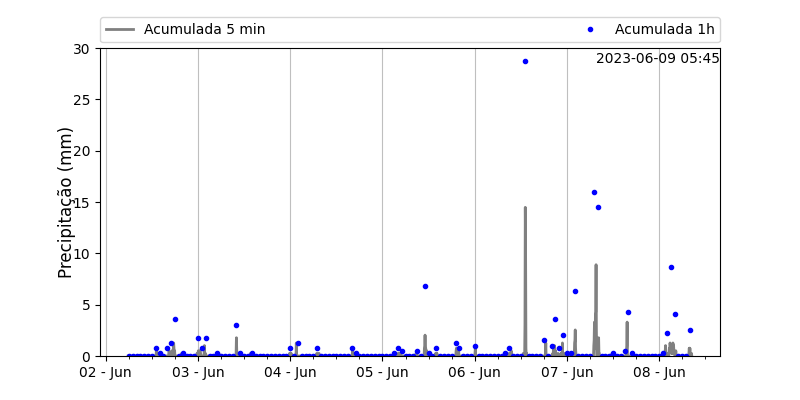 Acumulada 5 min
Acumulada 1h
2023-06-09 05:45
Precipitação (mm)
30
25
20
15
10
5
0
02 - Jun
03 - Jun
04 - Jun
05 - Jun
06 - Jun
07 - Jun
08 - Jun